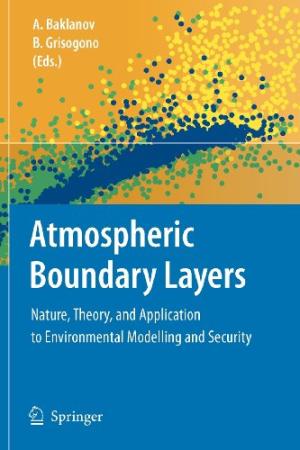 A. Baklanov
B. Grisogono
(Eds.)
Atmospheric
Boundary Layers
Nature, Theory, and Application
to Environmental Modelling and Security
Springer